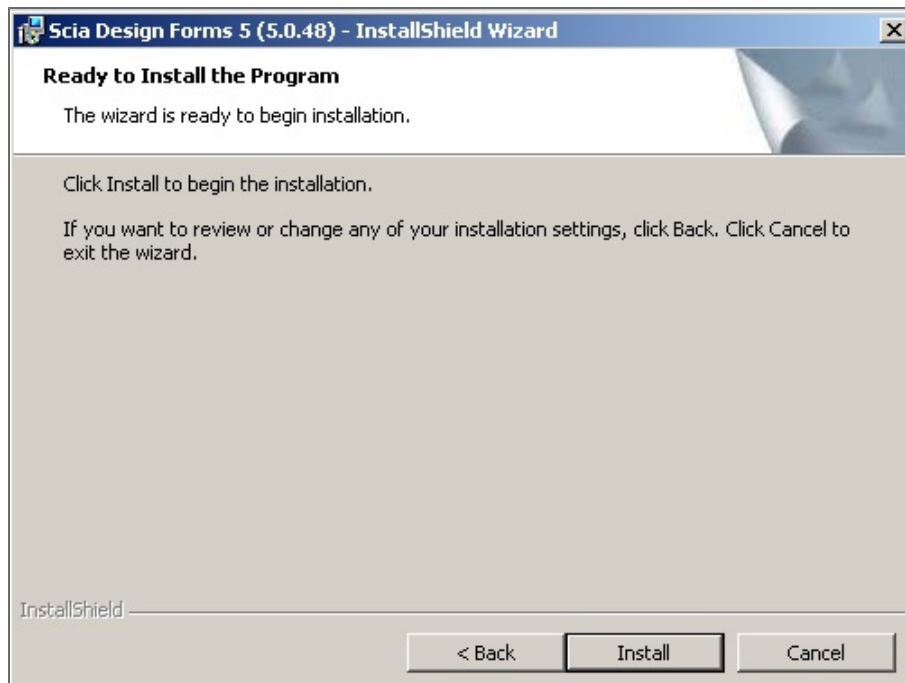 Scia Design Forms 5 (5.0.48) - InstallShield Wizard
Ready to Install the Program
The wizard is ready to begin installation.
Click Install to begin the installation.
If you want to review or change any of your installation settings, click Back. Click Cancel to
exit the wizard.
InstallShield
< Back Install Cancel